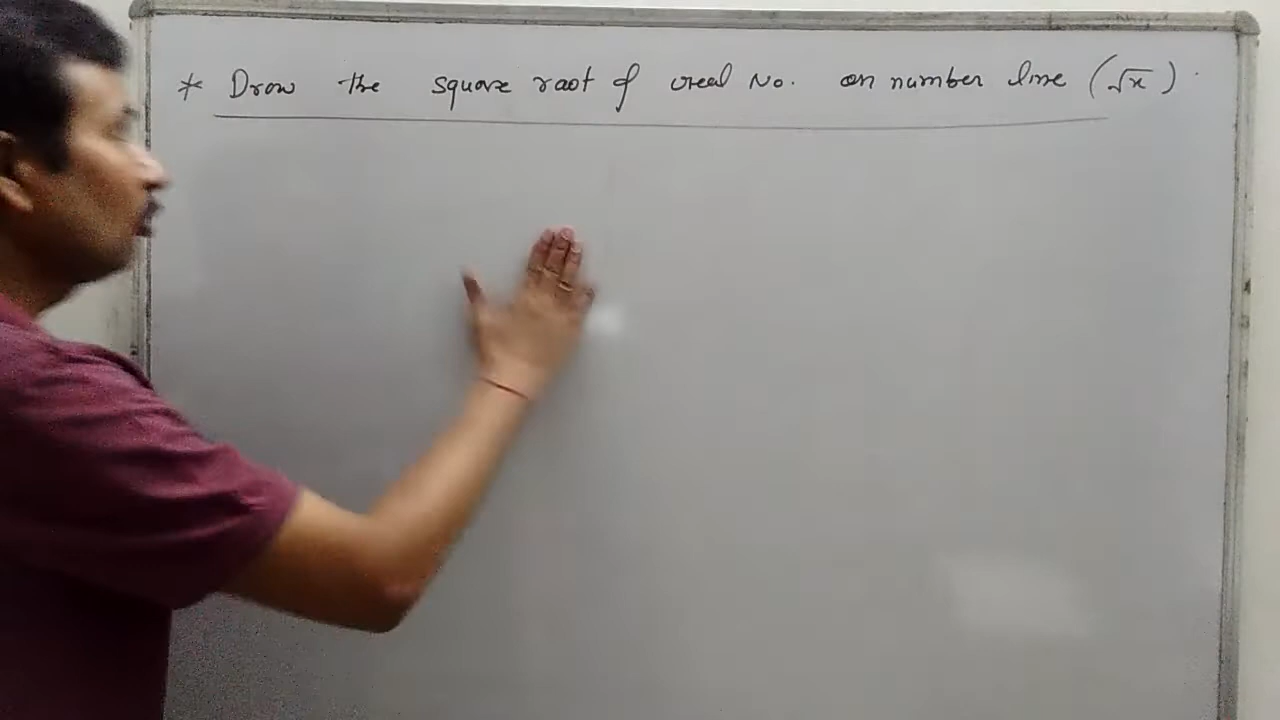 * Draw the square root of real No. on number line (√x).